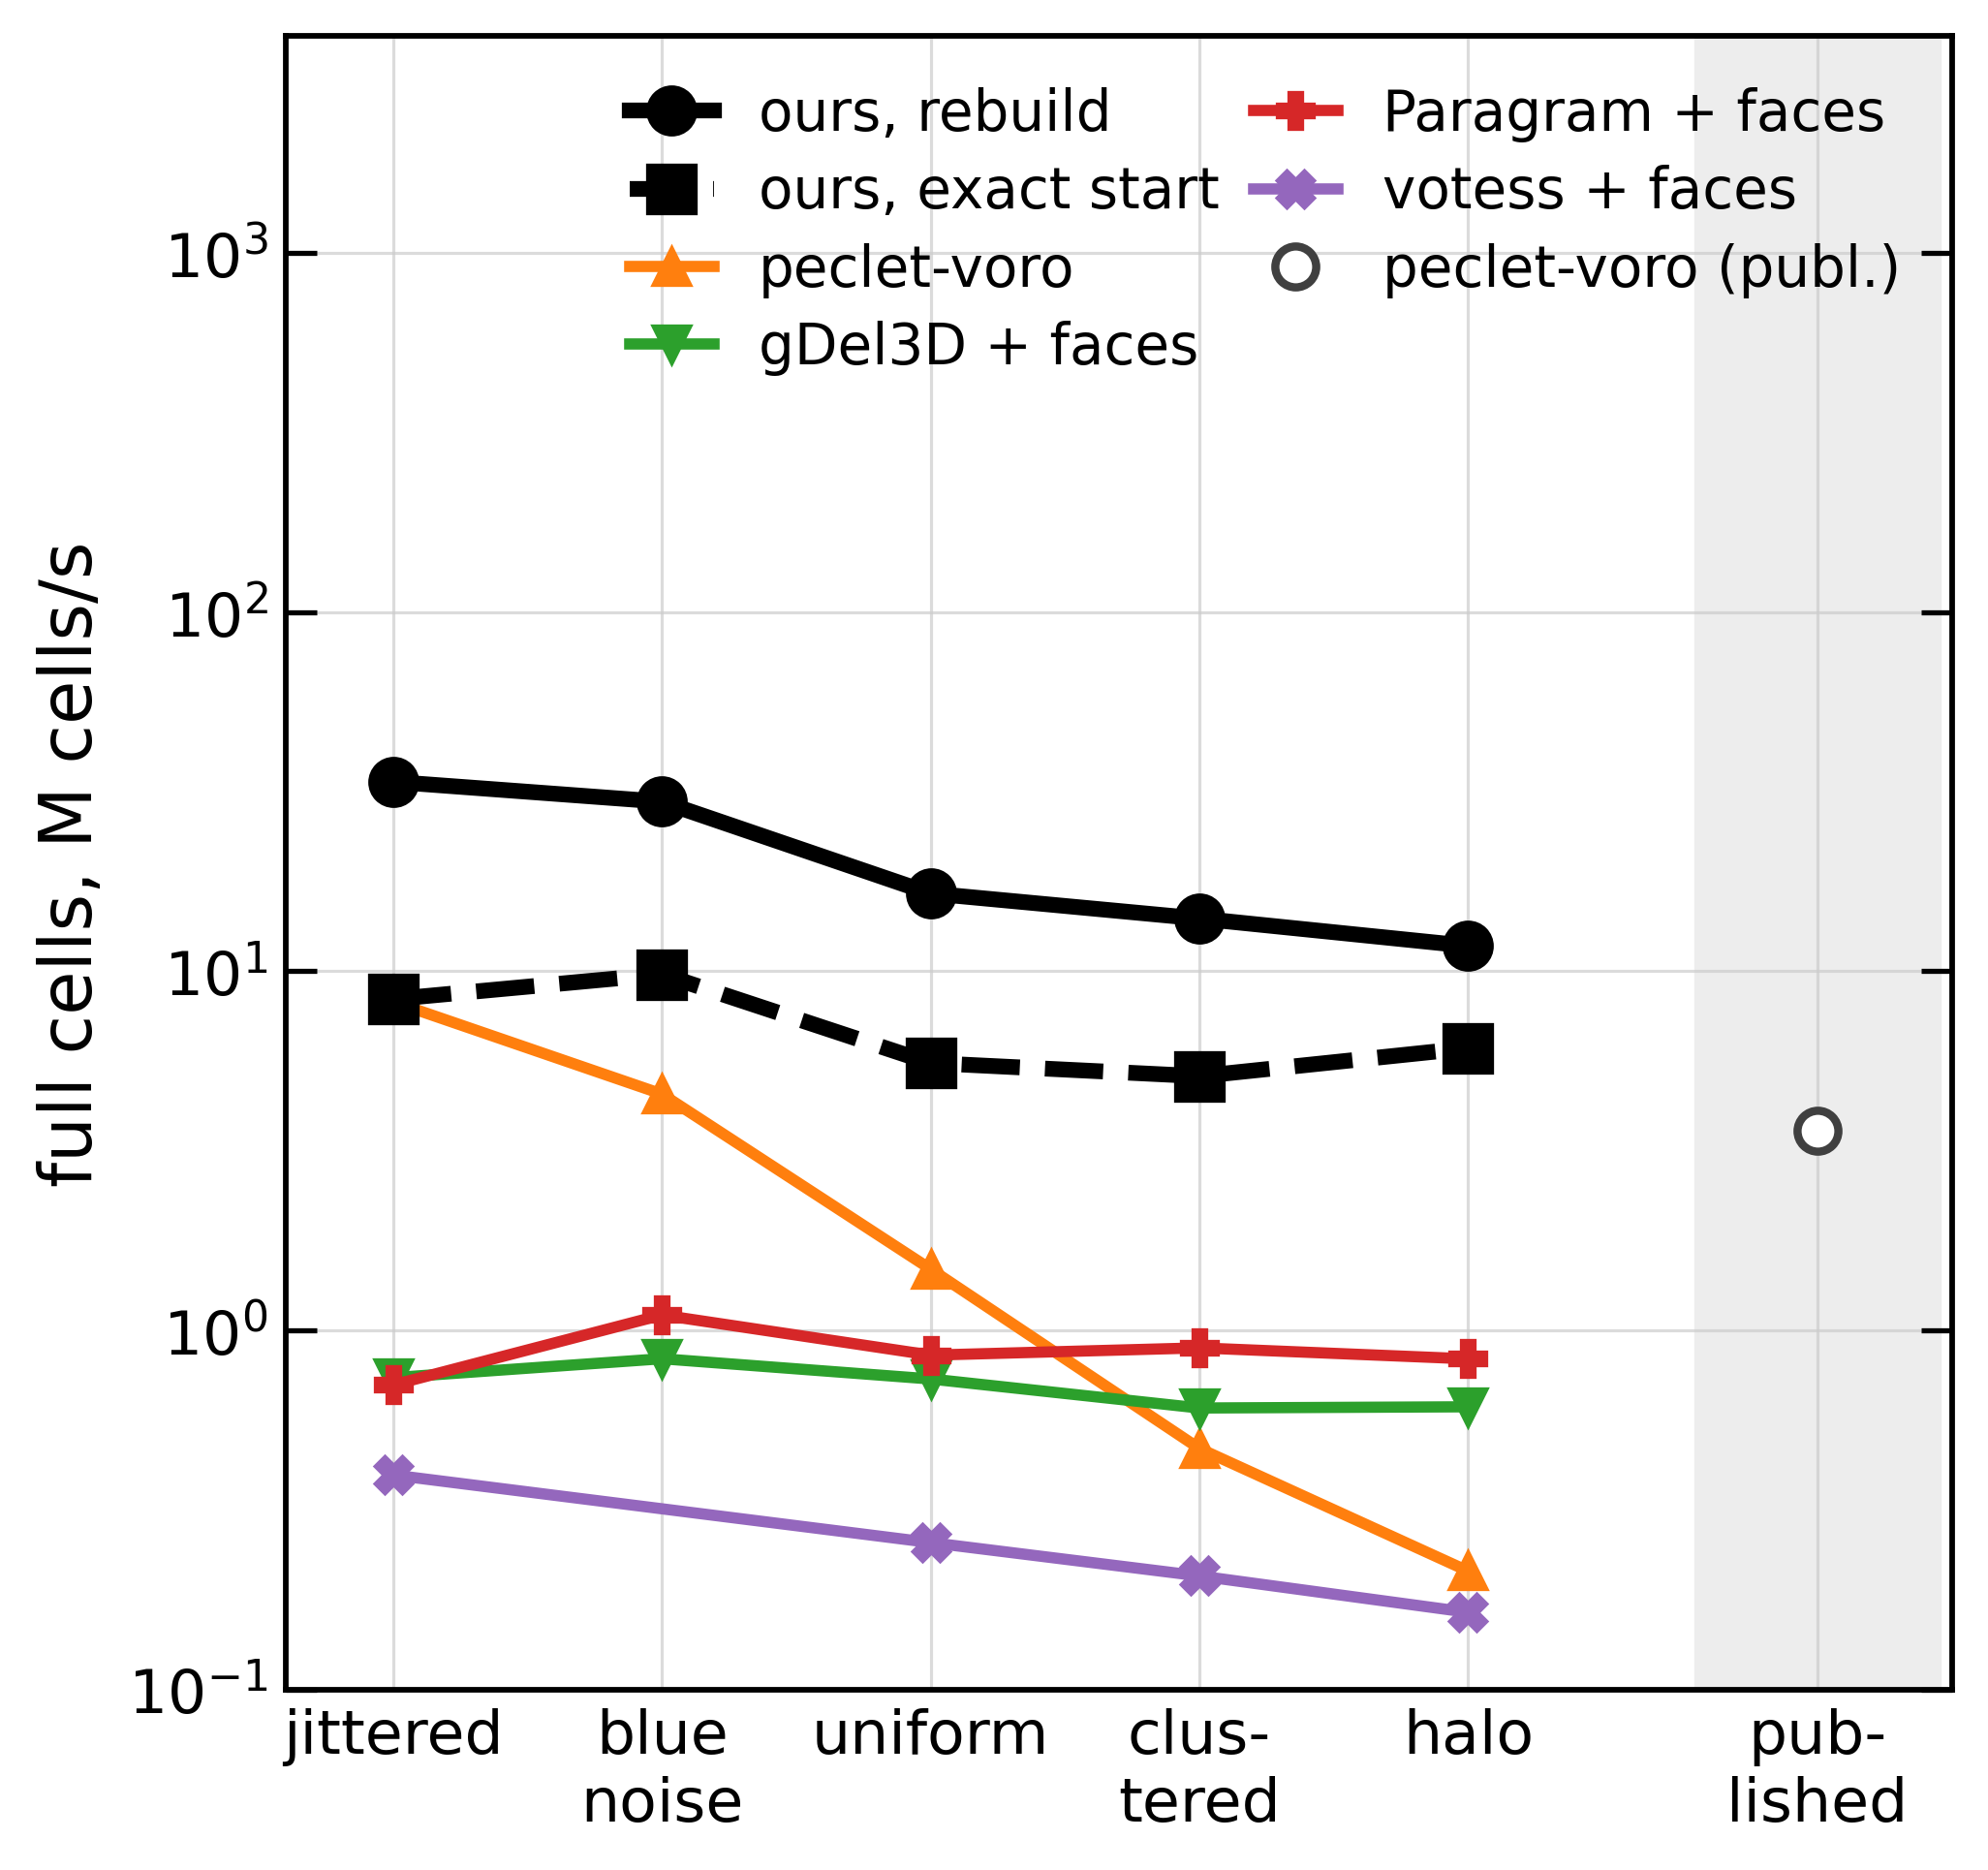 ours, rebuild
ours, exact start
peclet-voro
gDel3D + faces
Paragram + faces
votess + faces
peclet-voro (publ.)
full cells, M cells/s
10³
10²
10¹
10⁰
10⁻¹
jittered
blue
noise
uniform
clus-
tered
halo
pub-
lished